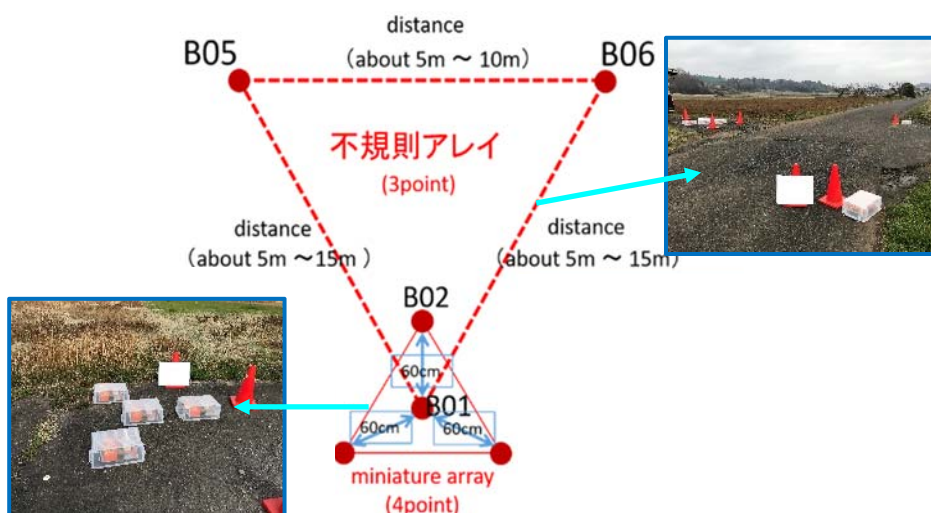 distance
（about 5m ～ 10m）
B05
B06
不規則アレイ
(3point)
distance
（about 5m ～15m ）
distance
（about 5m ～ 15m）
B02
60cm
B01
60cm
60cm
miniature array
(4point)